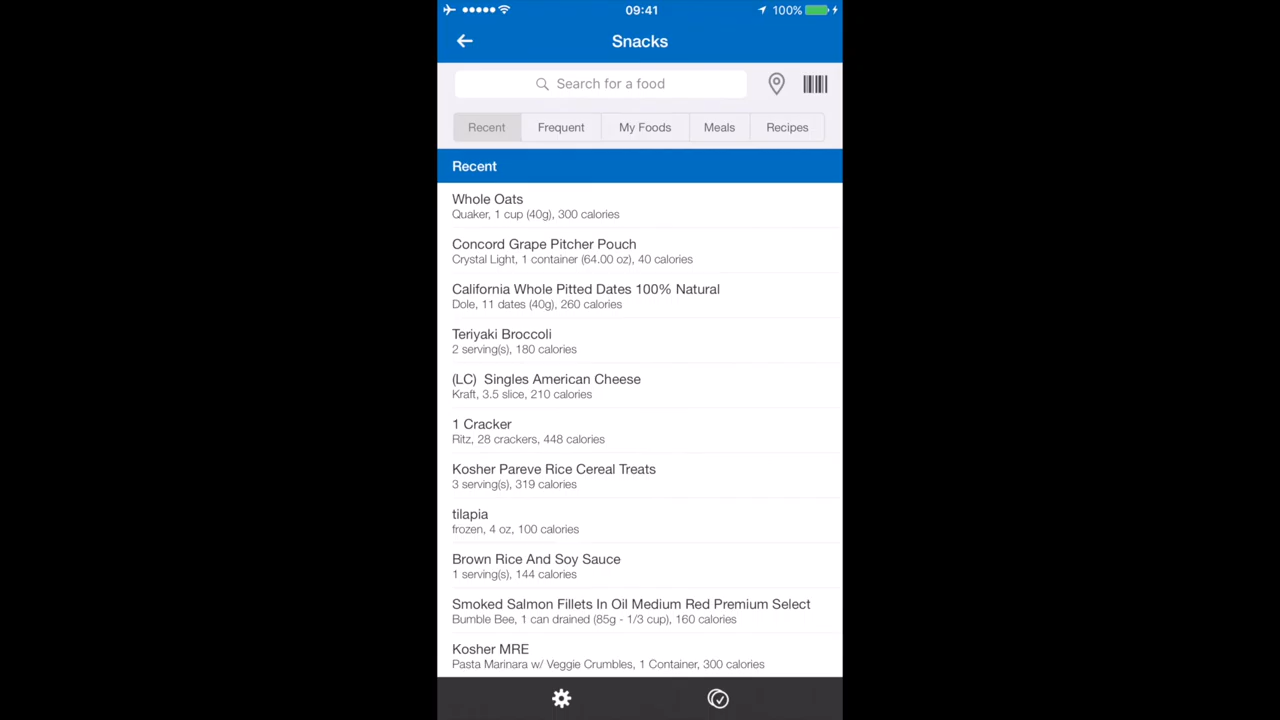 09:41
100%
Snacks
Search for a food
Recent
Frequent
My Foods
Meals
Recipes
Recent
Whole Oats
Quaker, 1 cup (40g), 300 calories
Concord Grape Pitcher Pouch
Crystal Light, 1 container (64.00 oz), 40 calories
California Whole Pitted Dates 100% Natural
Dole, 11 dates (40g), 260 calories
Teriyaki Broccoli
2 serving(s), 180 calories
(LC)  Singles American Cheese
Kraft, 3.5 slice, 210 calories
1 Cracker
Ritz, 28 crackers, 448 calories
Kosher Pareve Rice Cereal Treats
3 serving(s), 319 calories
tilapia
frozen, 4 oz, 100 calories
Brown Rice And Soy Sauce
1 serving(s), 144 calories
Smoked Salmon Fillets In Oil Medium Red Premium Select
Bumble Bee, 1 can drained (85g - 1/3 cup), 160 calories
Kosher MRE
Pasta Marinara w/ Veggie Crumbles, 1 Container, 300 calories